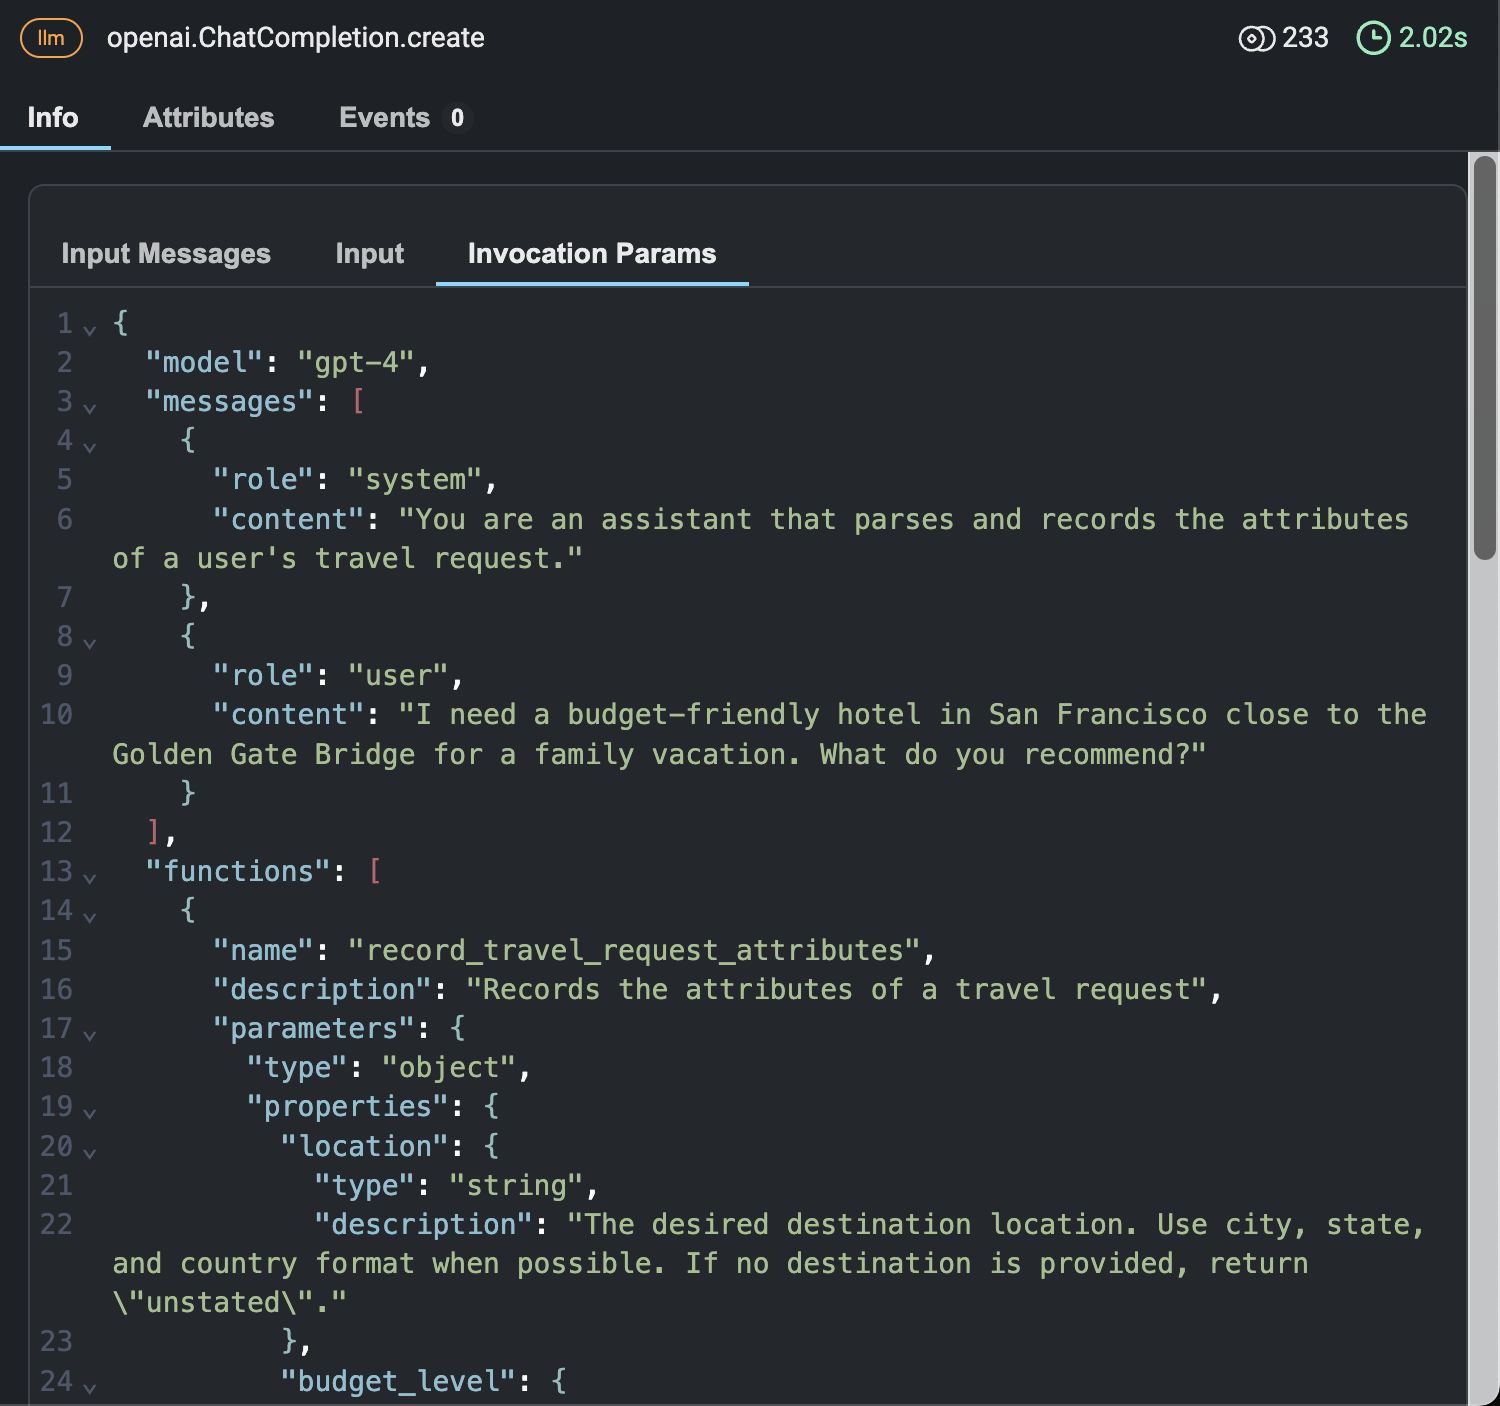 llm openai.ChatCompletion.create 233 2.02s
Info Attributes Events 0
Input Messages Input Invocation Params
1 {
2 "model": "gpt-4",
3 "messages": [
4 {
5 "role": "system",
6 "content": "You are an assistant that parses and records the attributes
of a user's travel request."
7 },
8 {
9 "role": "user",
10 "content": "I need a budget-friendly hotel in San Francisco close to the
Golden Gate Bridge for a family vacation. What do you recommend?"
11 }
12 ],
13 "functions": [
14 {
15 "name": "record_travel_request_attributes",
16 "description": "Records the attributes of a travel request",
17 "parameters": {
18 "type": "object",
19 "properties": {
20 "location": {
21 "type": "string",
22 "description": "The desired destination location. Use city, state,
and country format when possible. If no destination is provided, return
\"unstated\"."
23 },
24 "budget_level": {